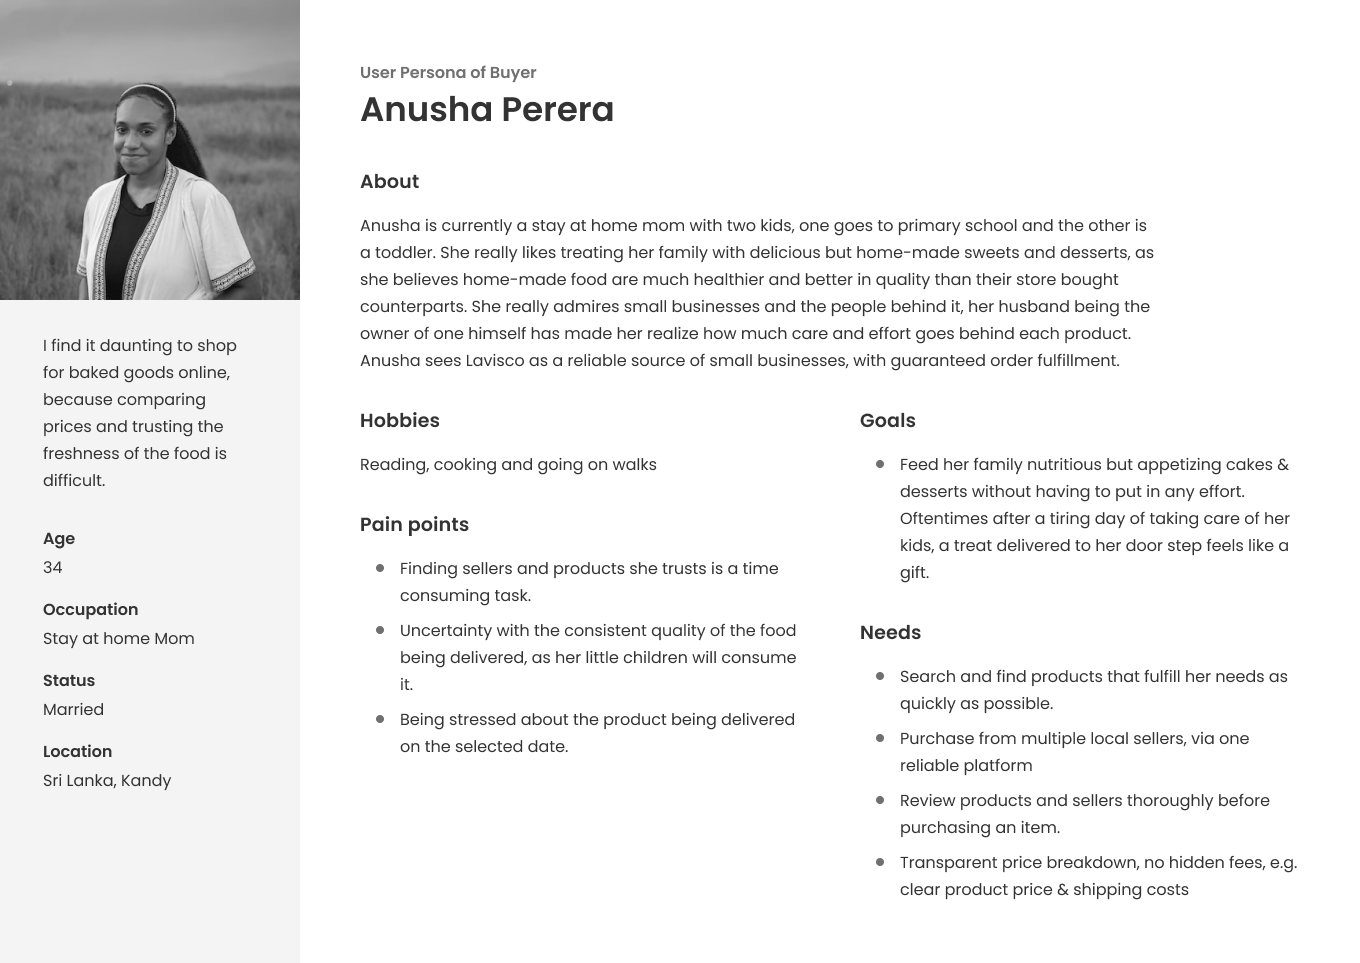 User Persona of Buyer
Anusha Perera
About
Anusha is currently a stay at home mom with two kids, one goes to primary school and the other is
a toddler. She really likes treating her family with delicious but home-made sweets and desserts, as
she believes home-made food are much healthier and better in quality than their store bought
counterparts. She really admires small businesses and the people behind it, her husband being the
owner of one himself has made her realize how much care and effort goes behind each product.
Anusha sees Lavisco as a reliable source of small businesses, with guaranteed order fulfillment.
I find it daunting to shop
for baked goods online,
because comparing
prices and trusting the
freshness of the food is
difficult.
Age
34
Occupation
Stay at home Mom
Status
Married
Location
Sri Lanka, Kandy
Hobbies
Reading, cooking and going on walks
Pain points
Finding sellers and products she trusts is a time
consuming task.
Uncertainty with the consistent quality of the food
being delivered, as her little children will consume
it.
Being stressed about the product being delivered
on the selected date.
Goals
Feed her family nutritious but appetizing cakes &
desserts without having to put in any effort.
Oftentimes after a tiring day of taking care of her
kids, a treat delivered to her door step feels like a
gift.
Needs
Search and find products that fulfill her needs as
quickly as possible.
Purchase from multiple local sellers, via one
reliable platform
Review products and sellers thoroughly before
purchasing an item.
Transparent price breakdown, no hidden fees, e.g.
clear product price & shipping costs